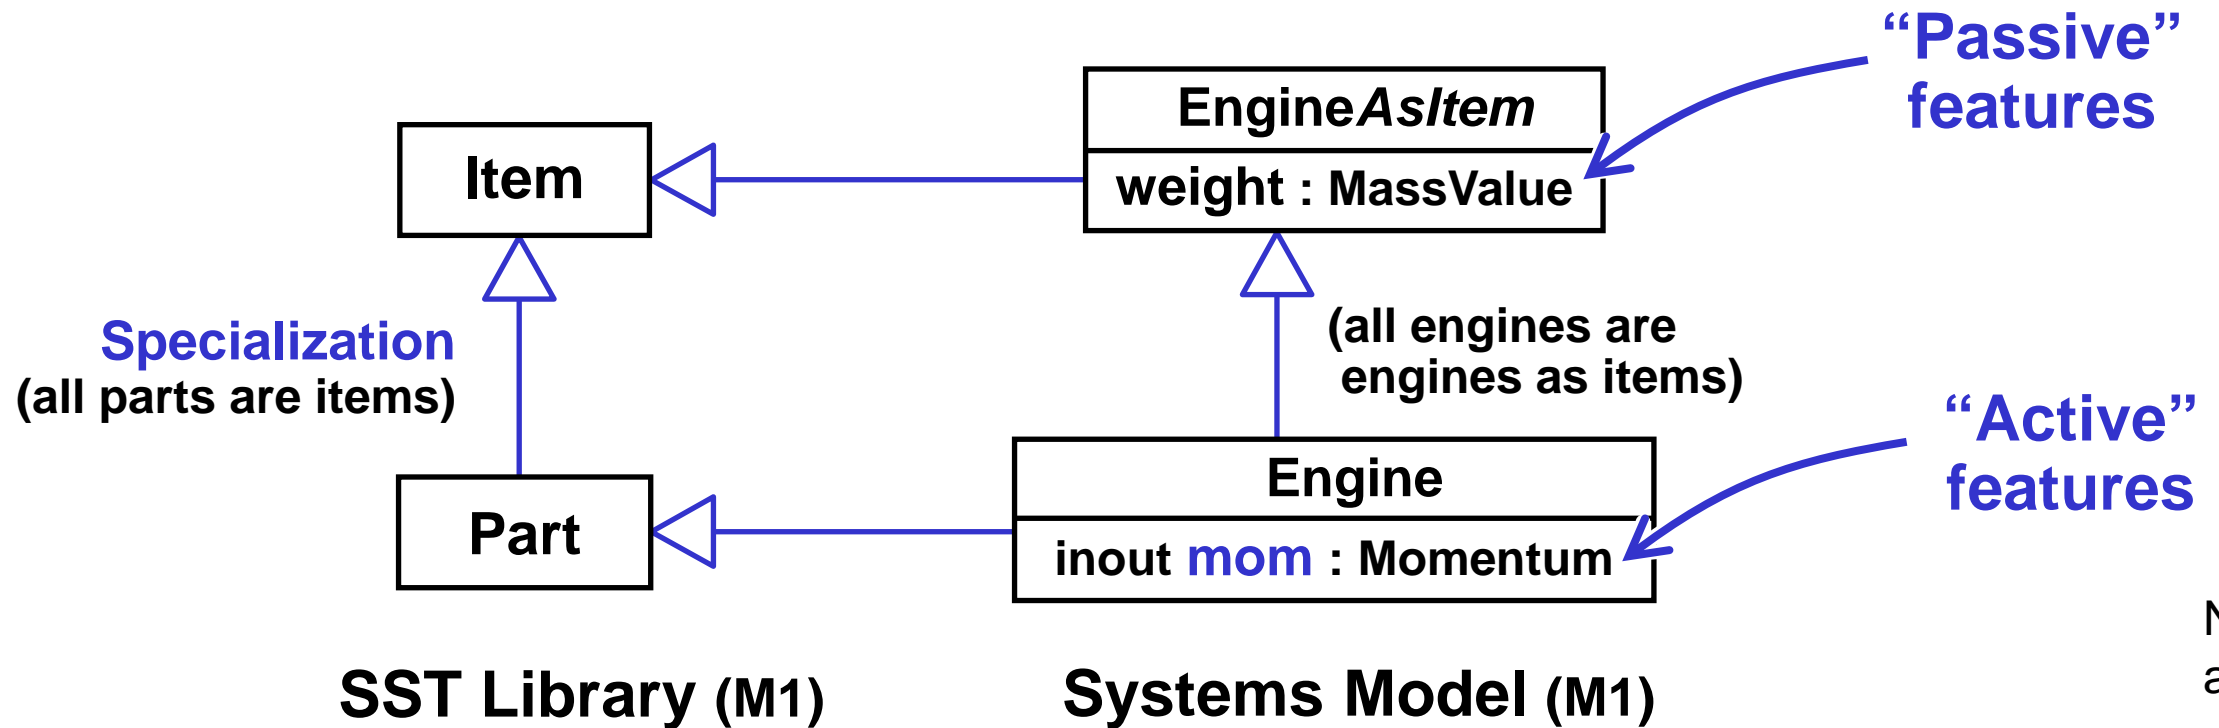 “Passive”
features
EngineAsItem
weight : MassValue
Item
Specialization
(all parts are items)
(all engines are
engines as items)
“Active”
features
Part
Engine
inout mom : Momentum
SST Library (M1)
Systems Model (M1)